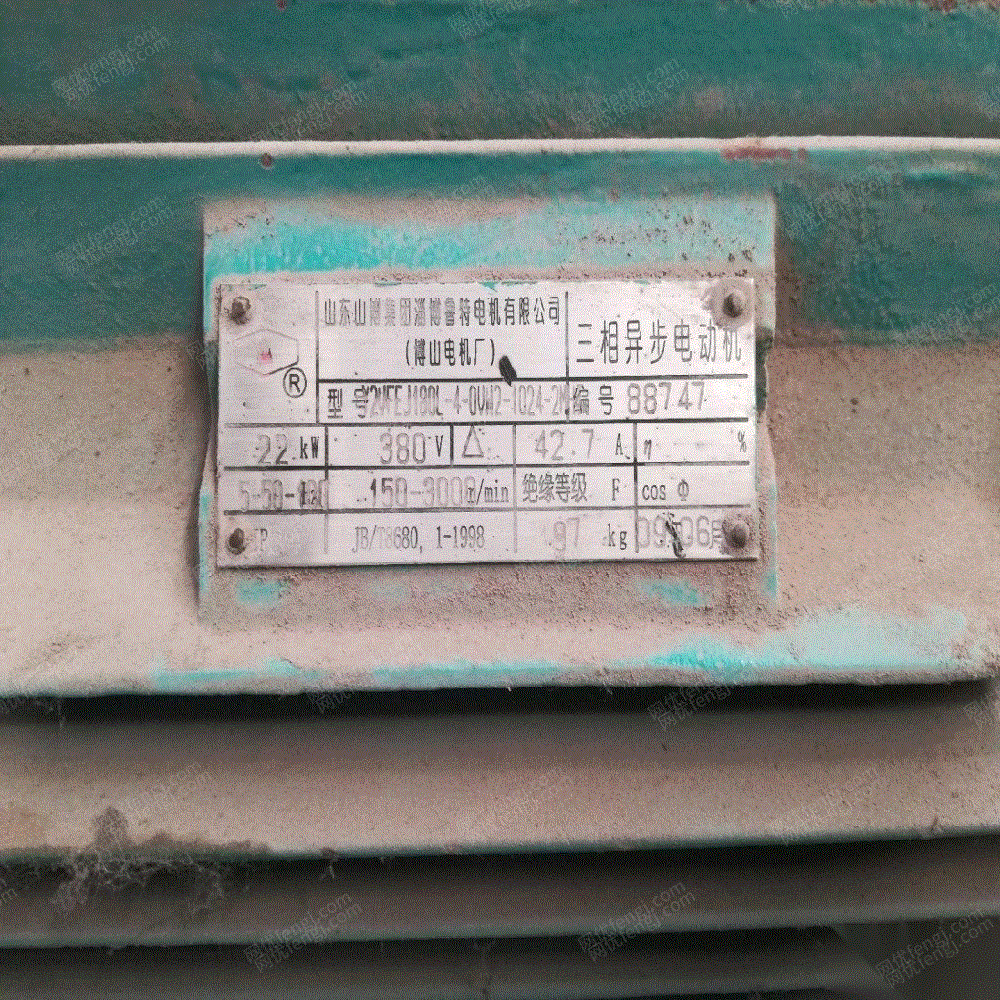 山东山博集团淄博鲁特电机有限公司
(博山电机厂)
三相异步电动机
®
型号
编号 88747
22 kW 380 V △ 42.7 A η %
150-3000 r/min 绝缘等级 F cos Φ
JB/T8680, 1-1998 kg